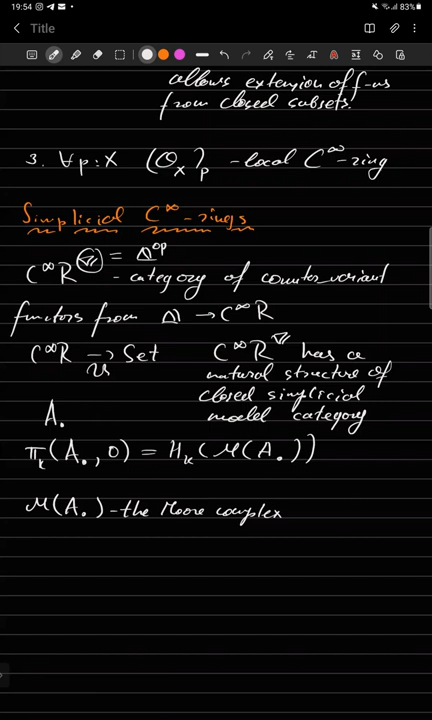 19:54
83%
Title
allows extension of f-ns
from closed subsets.
3. ∀p:X (𝒪_X)_p - local C^∞-ring
Simplicial C^∞-rings
C^∞R^▽ = Δ^op
- category of contravariant
functors from Δ → C^∞R
C^∞R → Set
U
C^∞R^▽ has a
natural structure of
closed simplicial
model category
A.
π_k(A., 0) = H_k(M(A.))
M(A.) - the Moore complex